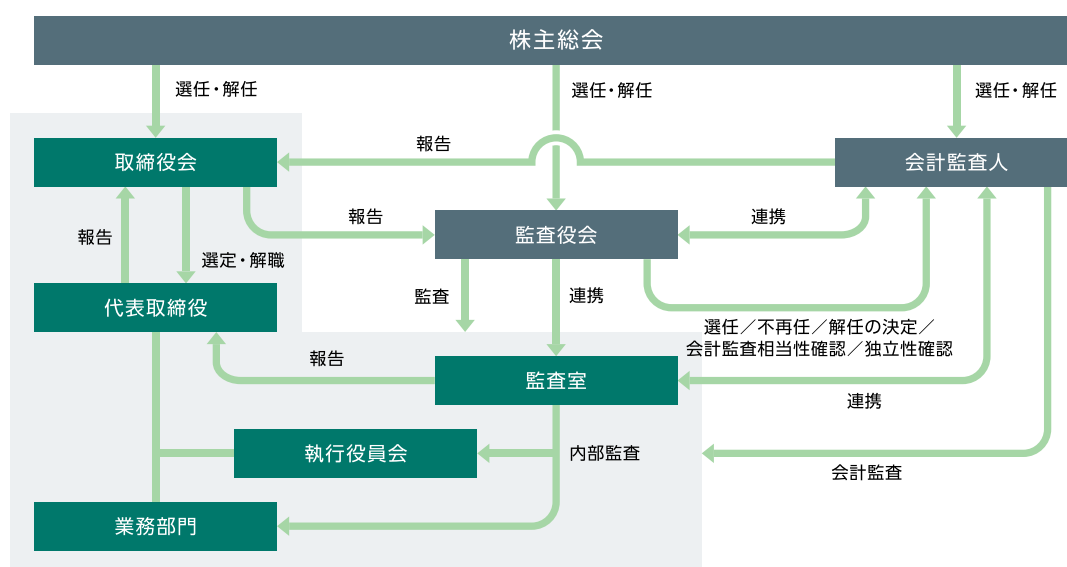 株主総会
選任・解任
選任・解任
選任・解任
報告
取締役会
会計監査人
報告
連携
監査役会
報告
選定・解職
監査
連携
代表取締役
選任／不再任／解任の決定／
会計監査相当性確認／独立性確認
報告
監査室
連携
執行役員会
内部監査
会計監査
業務部門